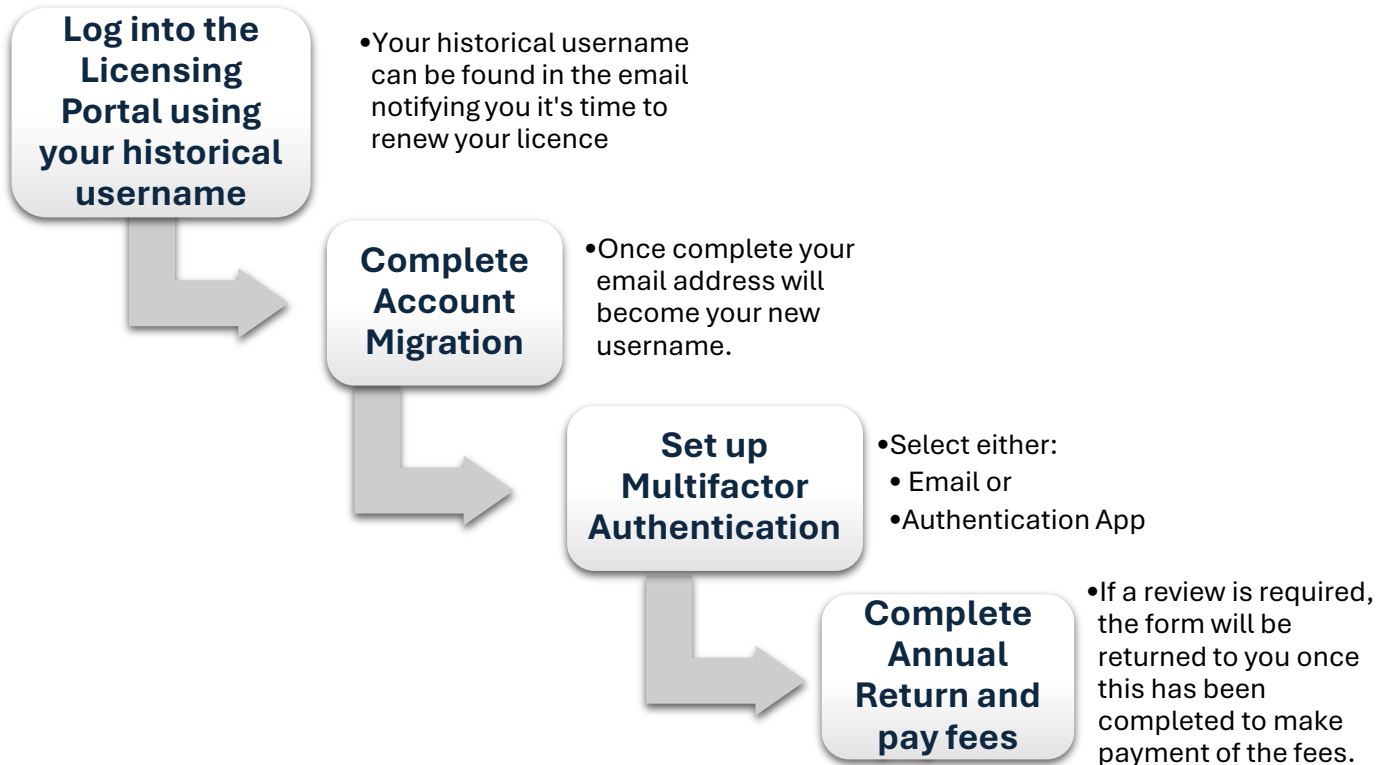 Log into the
Licensing
Portal using
your historical
username
•Your historical username
can be found in the email
notifying you it's time to
renew your licence
Complete
Account
Migration
•Once complete your
email address will
become your new
username.
Set up
Multifactor
Authentication
•Select either:
• Email or
•Authentication App
Complete
Annual
Return and
pay fees
•If a review is required,
the form will be
returned to you once
this has been
completed to make
payment of the fees.